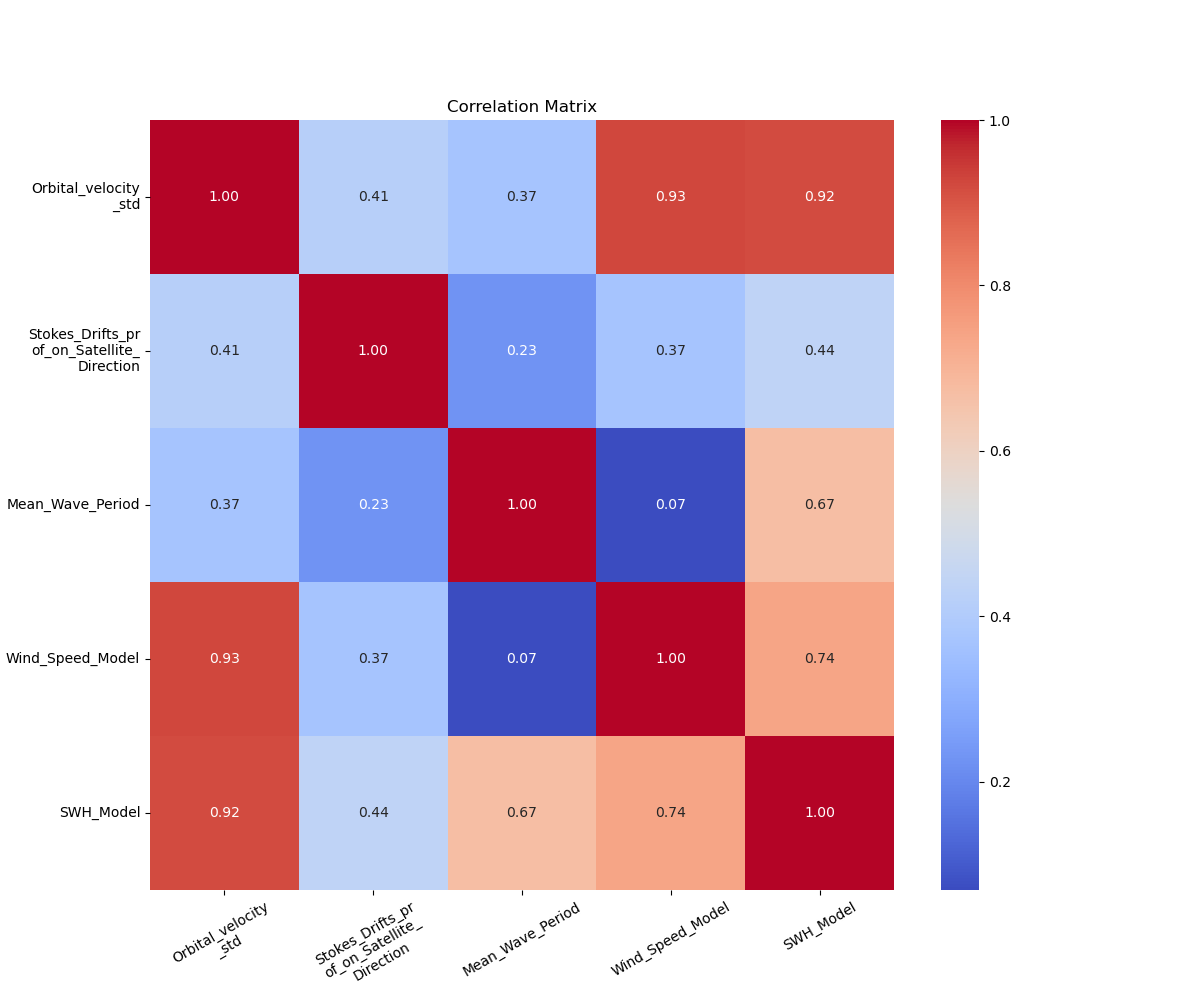 Correlation Matrix
Orbital_velocity
_std
1.00
0.41
0.37
0.93
0.92
Stokes_Drifts_pr
of_on_Satellite_
Direction
0.41
1.00
0.23
0.37
0.44
Mean_Wave_Period
0.37
0.23
1.00
0.07
0.67
Wind_Speed_Model
0.93
0.37
0.07
1.00
0.74
SWH_Model
0.92
0.44
0.67
0.74
1.00
Orbital_velocity
_std
Stokes_Drifts_pr
of_on_Satellite_
Direction
Mean_Wave_Period
Wind_Speed_Model
SWH_Model
1.0
0.8
0.6
0.4
0.2